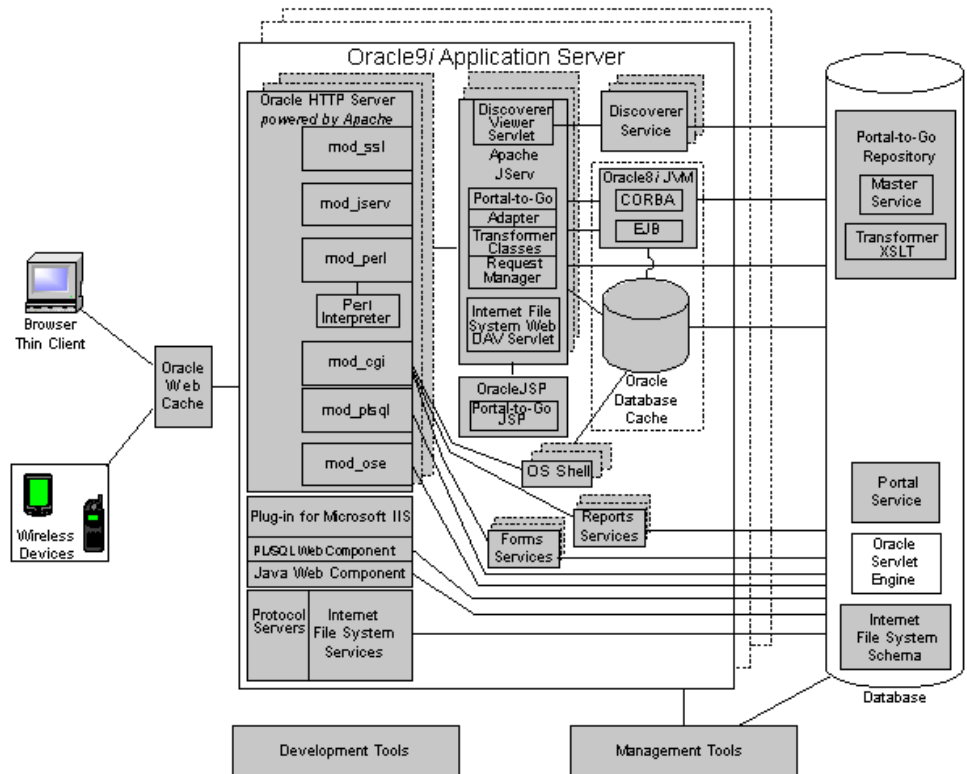 Oracle9i Application Server
Oracle HTTP Server
powered by Apache
mod_ssl
mod_jserv
mod_perl
Perl
Interpreter
mod_cgi
mod_plsql
mod_ose
Plug-in for Microsoft IIS
PL/SQL Web Component
Java Web Component
Protocol
Servers
Internet
File System
Services
Discoverer
Viewer
Servlet
Apache
JServ
Portal-to-Go
Adapter
Transformer
Classes
Request
Manager
Internet File
System Web
DAV Servlet
OracleJSP
Portal-to-Go
JSP
Discoverer
Service
Oracle8i JVM
CORBA
EJB
Oracle
Database
Cache
OS Shell
Reports
Services
Forms
Services
Browser
Thin Client
Oracle
Web
Cache
Wireless
Devices
Portal-to-Go
Repository
Master
Service
Transformer
XSLT
Portal
Service
Oracle
Servlet
Engine
Internet
File System
Schema
Database
Development Tools
Management Tools